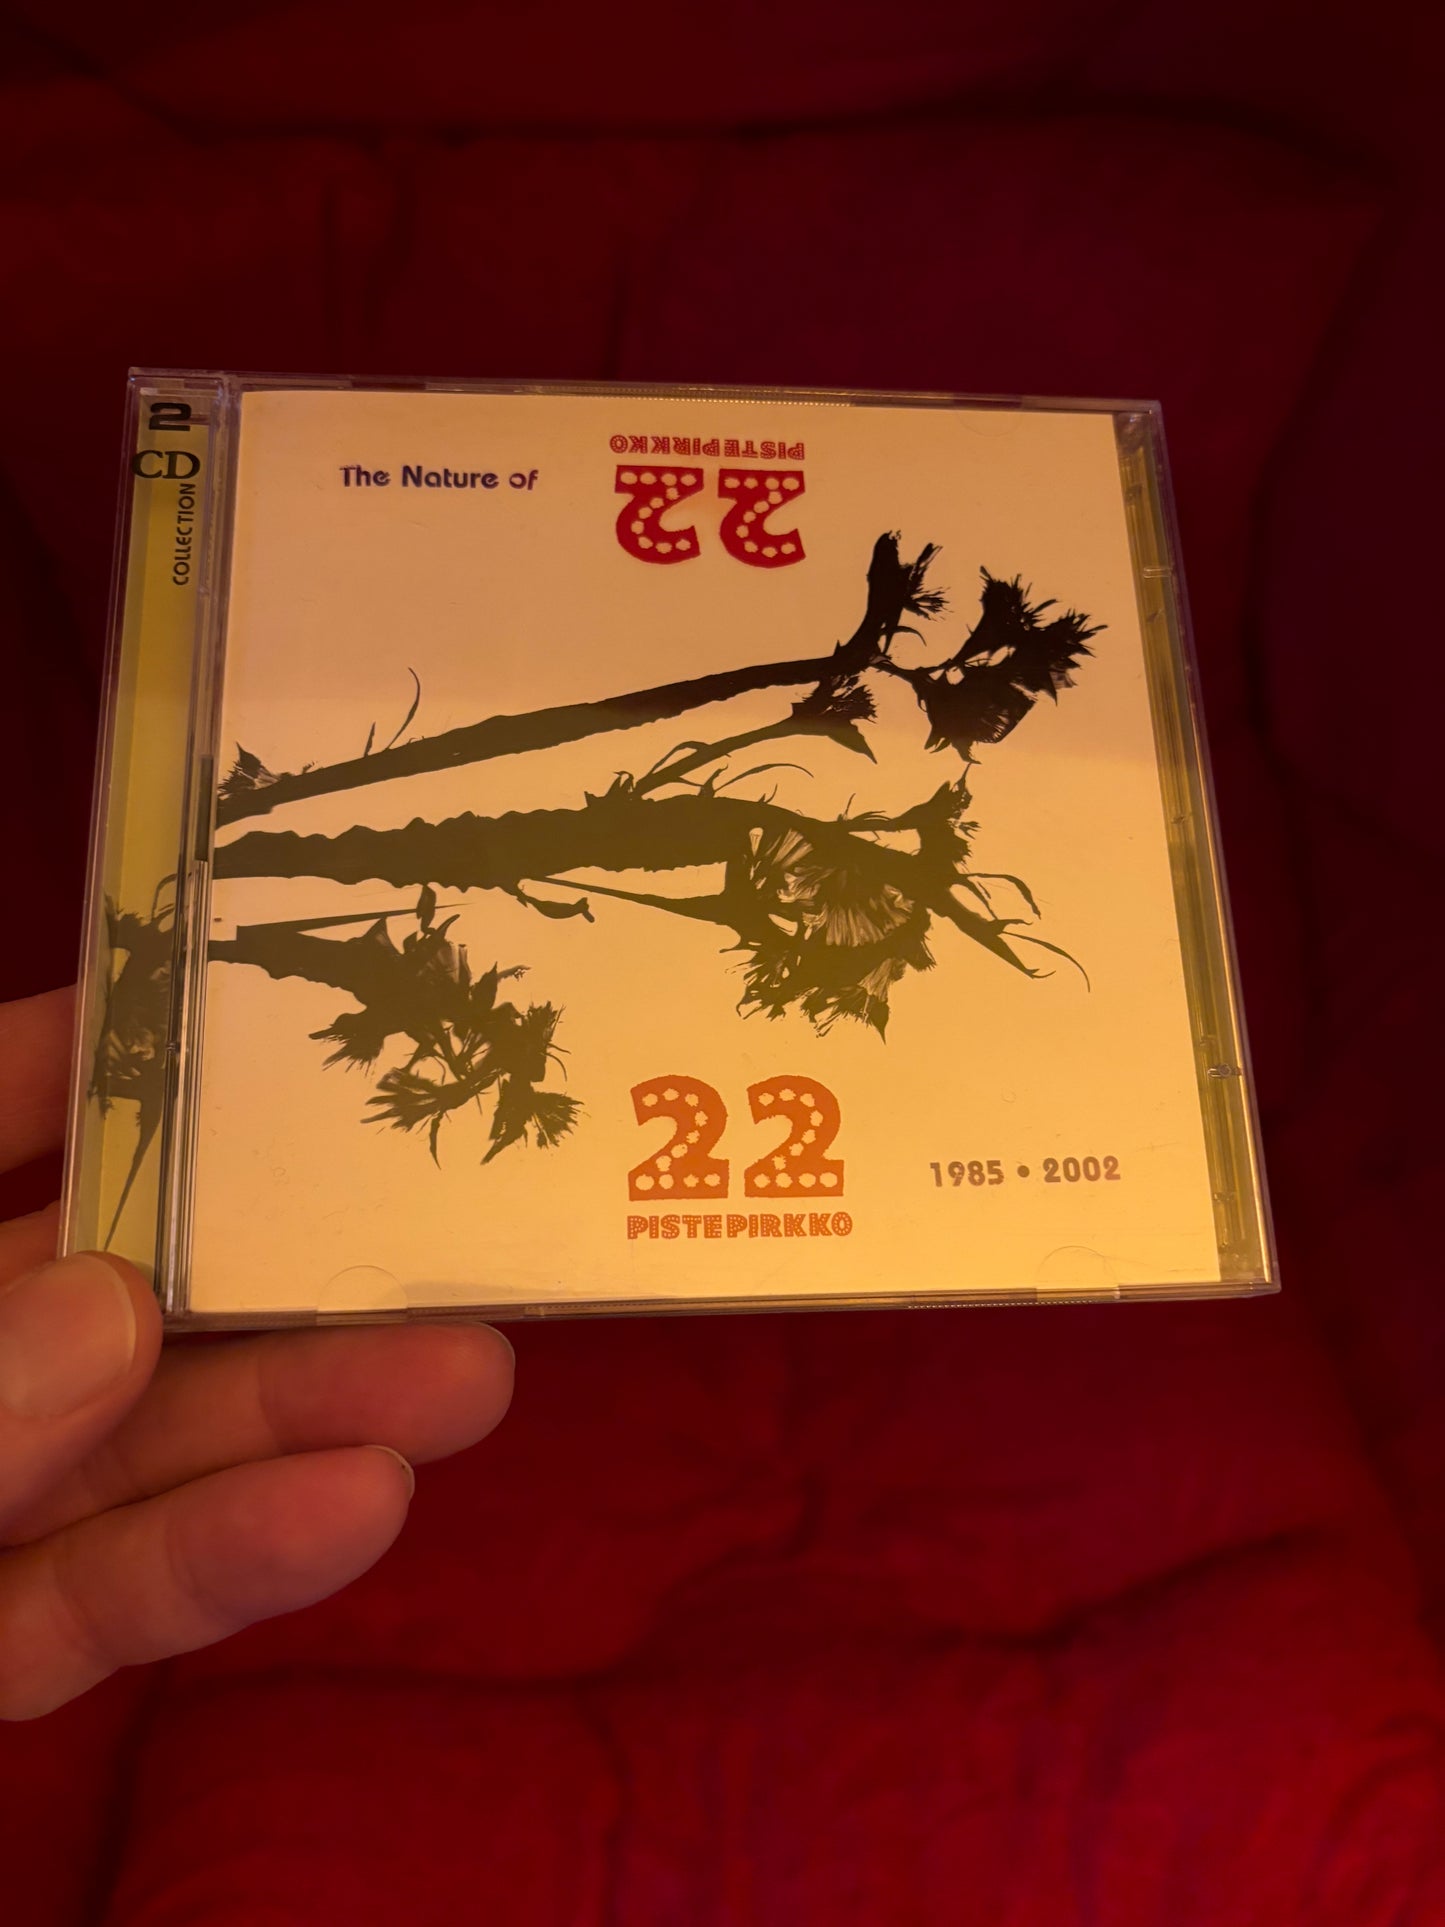 2
CD
COLLECTION
The Nature of
22
PISTEPIRKKO
22
PISTEPIRKKO
1985 • 2002